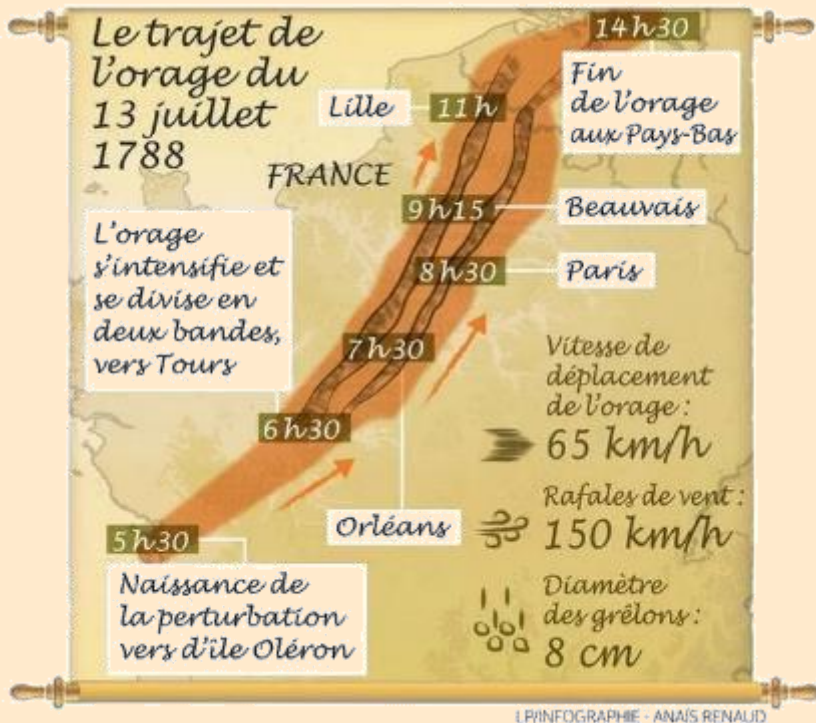 Le trajet de
l'orage du
13 juillet
1788
14h30
Fin
de l'orage
aux Pays-Bas
Lille
11h
FRANCE
9h15
Beauvais
L'orage
s'intensifie et
se divise en
deux bandes,
vers Tours
8h30
Paris
7h30
Vitesse de
déplacement
de l'orage :
65 km/h
6h30
Orléans
Rafales de vent :
150 km/h
5h30
Naissance de
la perturbation
vers d'île Oléron
Diamètre
des grêlons :
8 cm
LP/INFOGRAPHIE - ANAÏS RENAUD